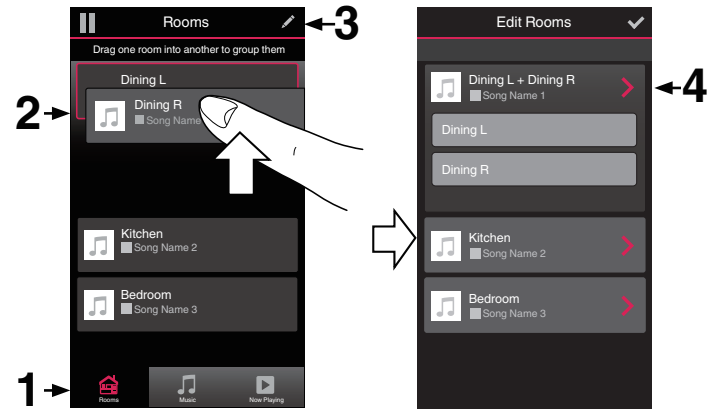 Rooms
3
Drag one room into another to group them
Dining L
2
Dining R
Song Name
Kitchen
Song Name 2
Bedroom
Song Name 3
1
Rooms
Music
Now Playing
Edit Rooms
Dining L + Dining R
Song Name 1
4
Dining L
Dining R
Kitchen
Song Name 2
Bedroom
Song Name 3